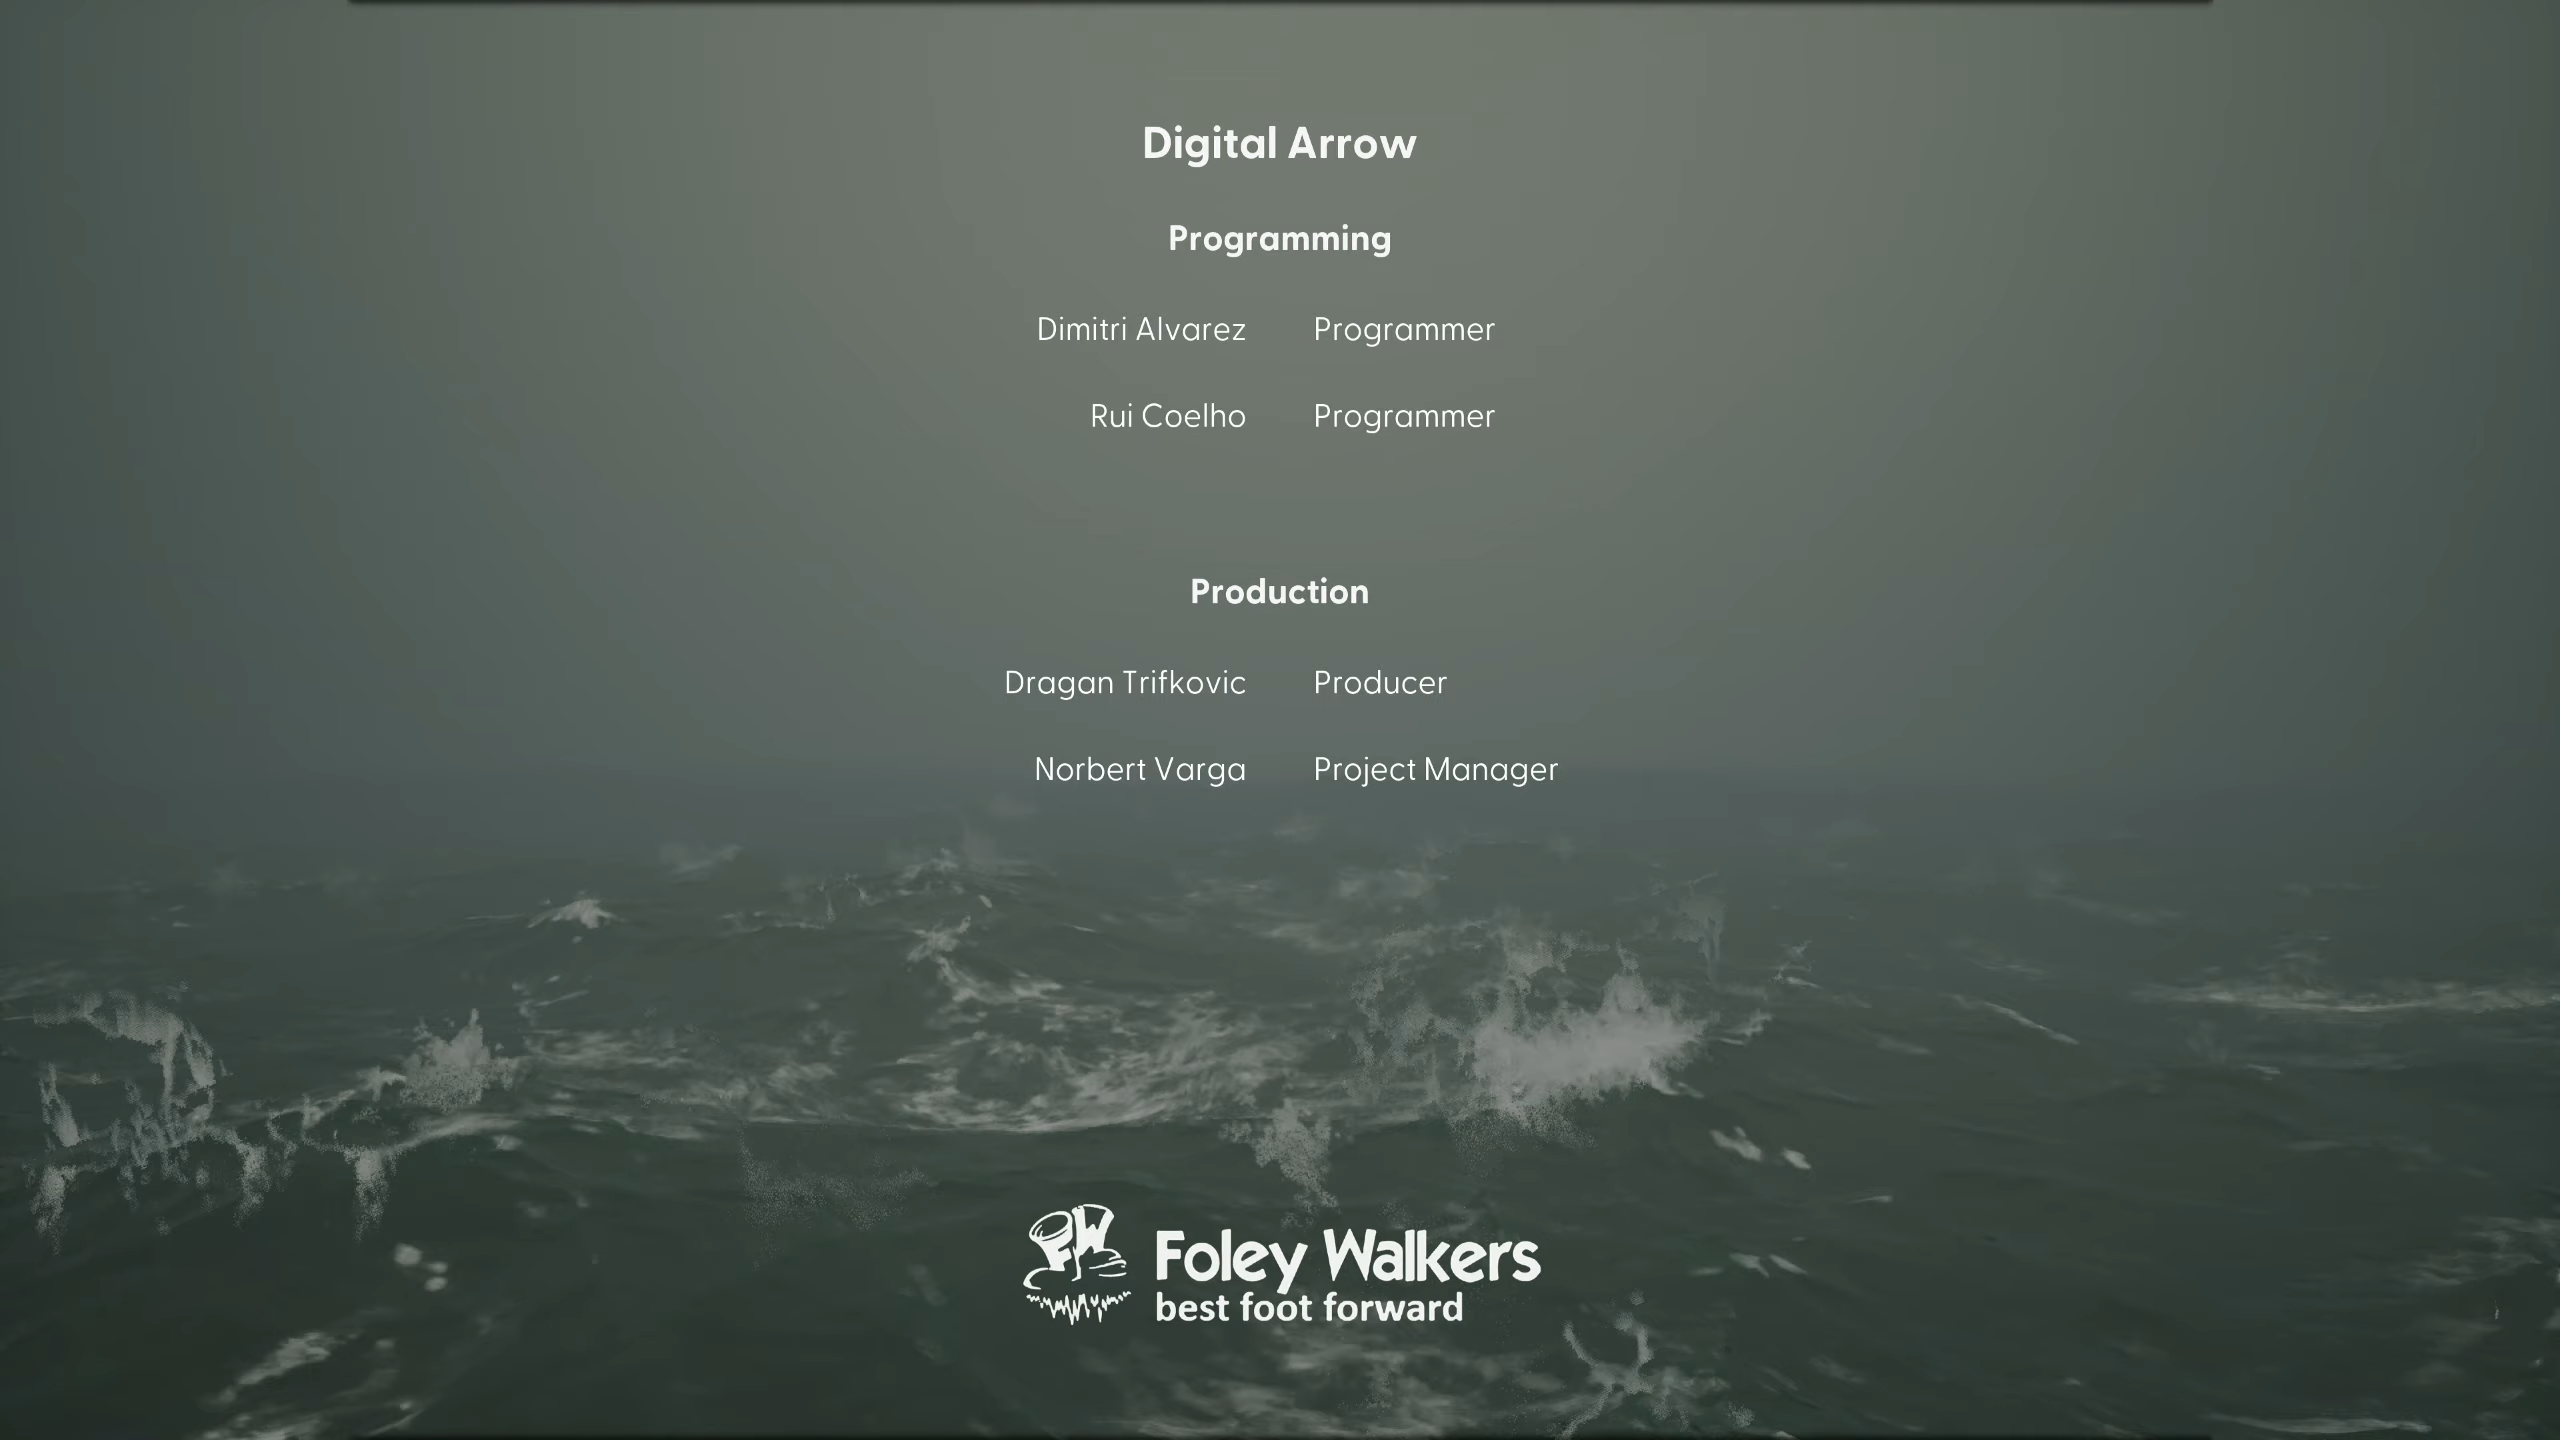 Digital Arrow
Programming
Dimitri Alvarez Programmer
Rui Coelho Programmer
Production
Dragan Trifkovic Producer
Norbert Varga Project Manager
FW
Foley Walkers
best foot forward